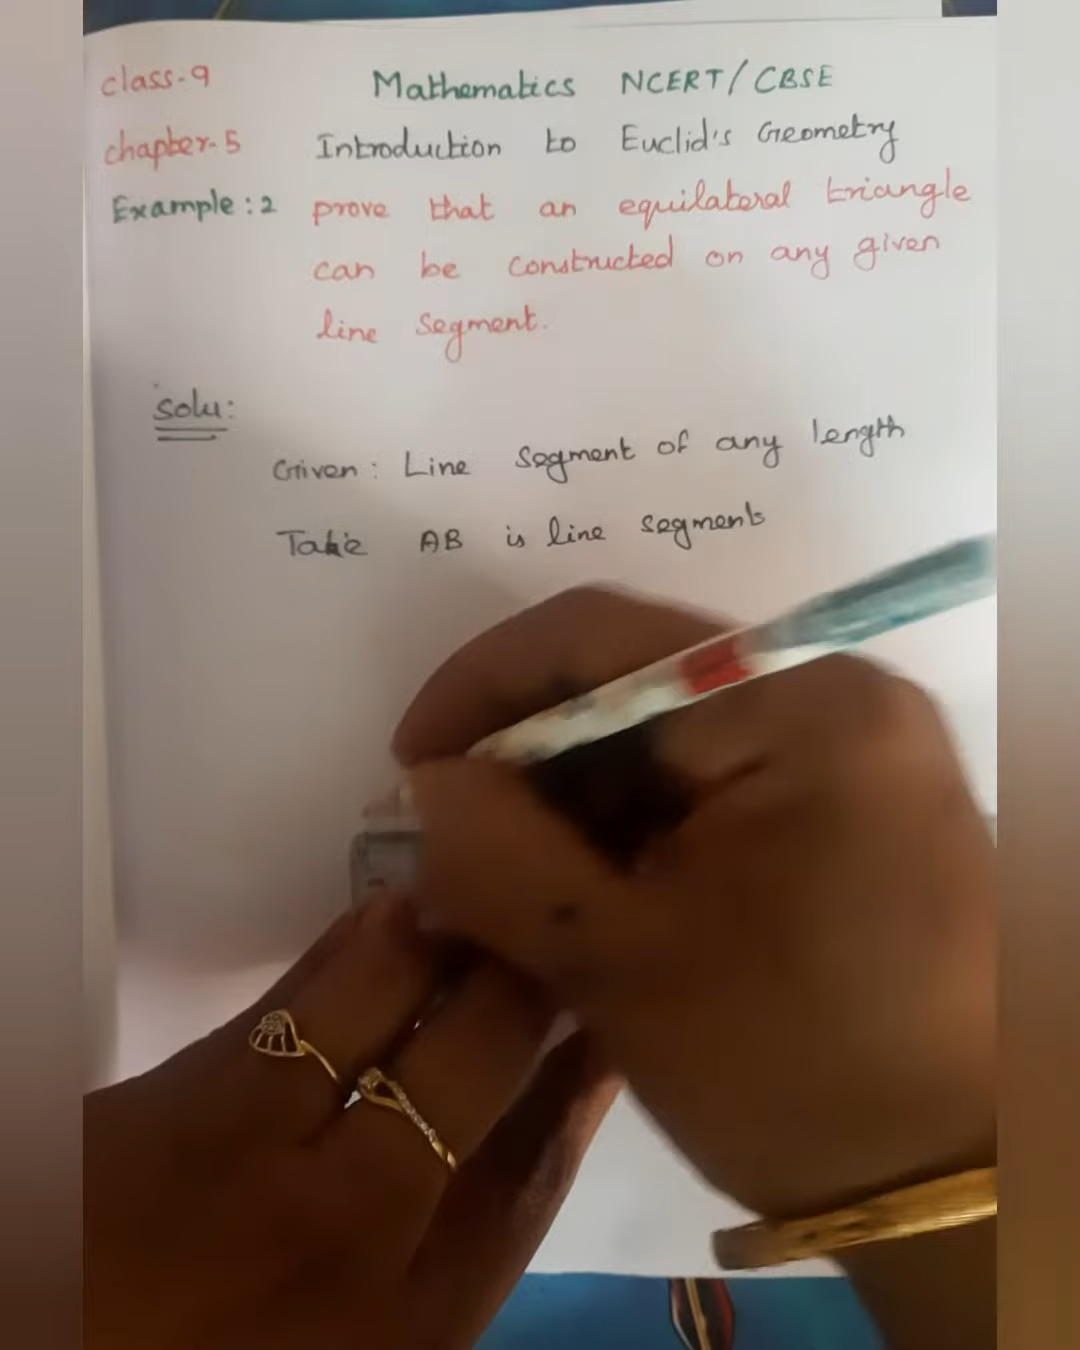 class-9 Mathematics NCERT/CBSE
chapter-5 Introduction to Euclid's Geometry
Example:2 prove that an equilateral triangle
can be constructed on any given
line segment.
Solu:
Given: Line segment of any length
Take AB is line segments